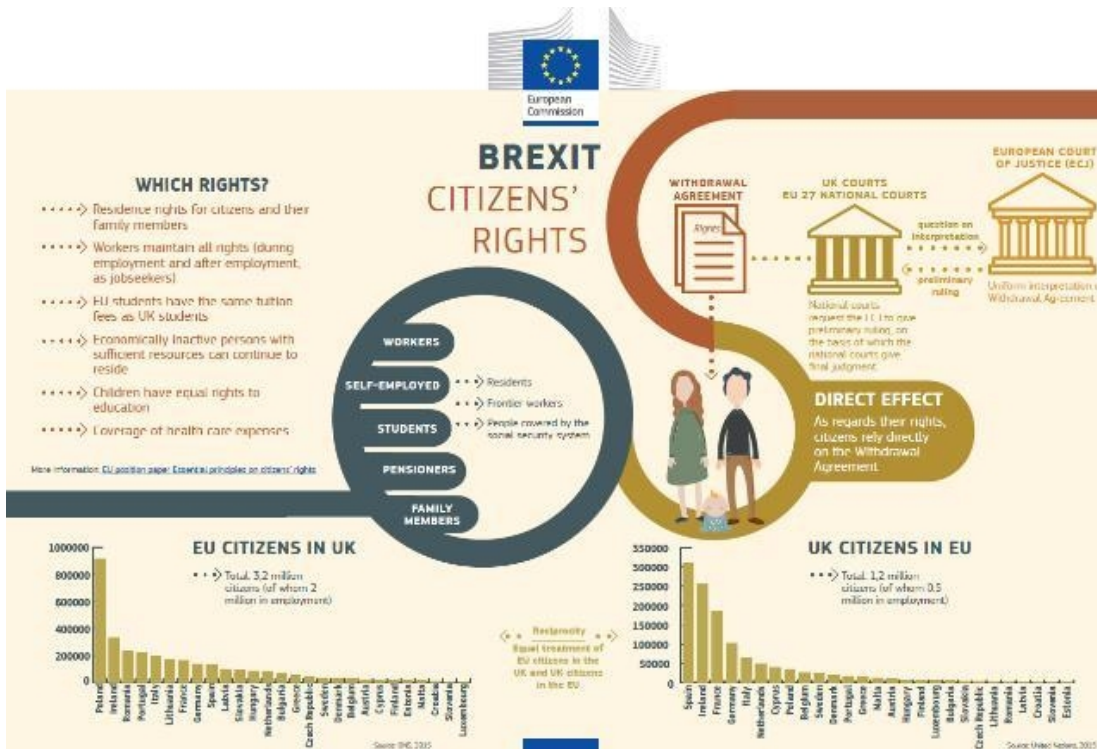 European
Commission
BREXIT
CITIZENS'
RIGHTS
WHICH RIGHTS?
Residence rights for citizens and their
family members
Workers maintain all rights (during
employment and after employment,
as jobseekers)
EU students have the same tuition
fees as UK students
Economically inactive persons with
sufficient resources can continue to
reside
Children have equal rights to
education
Coverage of health care expenses
More information: EU position paper Essential principles on citizens' rights
WORKERS
SELF-EMPLOYED
STUDENTS
PENSIONERS
FAMILY
MEMBERS
Residents
Frontier workers
People covered by the
social security system
WITHDRAWAL
AGREEMENT
Rights
UK COURTS
EU 27 NATIONAL COURTS
EUROPEAN COURT
OF JUSTICE (ECJ)
question on
interpretation
preliminary
ruling
Uniform interpretation
Withdrawal Agreement
National courts
request the ECJ to give
preliminary ruling, on
the basis of which the
national courts give
final judgment.
DIRECT EFFECT
As regards their rights,
citizens rely directly
on the Withdrawal
Agreement
EU CITIZENS IN UK
Total: 3,2 million
citizens (of whom 2
million in employment)
1000000
800000
600000
400000
200000
0
Poland
Ireland
Romania
Portugal
Italy
Lithuania
France
Germany
Spain
Latvia
Slovakia
Hungary
Netherlands
Bulgaria
Greece
Czech Republic
Sweden
Denmark
Belgium
Austria
Cyprus
Finland
Estonia
Malta
Croatia
Slovenia
Luxembourg
Source: ONS, 2015
Reciprocity
Equal treatment of
EU citizens in the
UK and UK citizens
in the EU
UK CITIZENS IN EU
Total: 1,2 million
citizens (of whom 0.5
million in employment)
350000
300000
250000
200000
150000
100000
50000
0
Spain
Ireland
France
Germany
Italy
Netherlands
Cyprus
Poland
Belgium
Sweden
Denmark
Portugal
Greece
Malta
Austria
Hungary
Finland
Luxembourg
Bulgaria
Slovakia
Czech Republic
Lithuania
Romania
Latvia
Croatia
Slovenia
Estonia
Source: United Nations, 2015